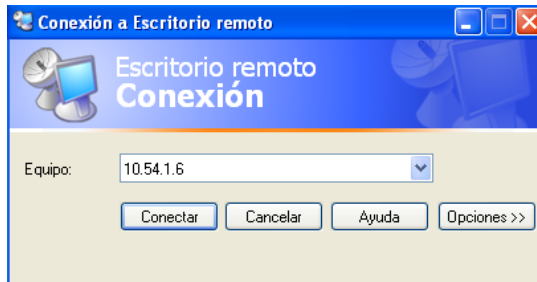 Conexión a Escritorio remoto
Escritorio remoto
Conexión
Equipo: 10.54.1.6
Conectar Cancelar Ayuda Opciones >>